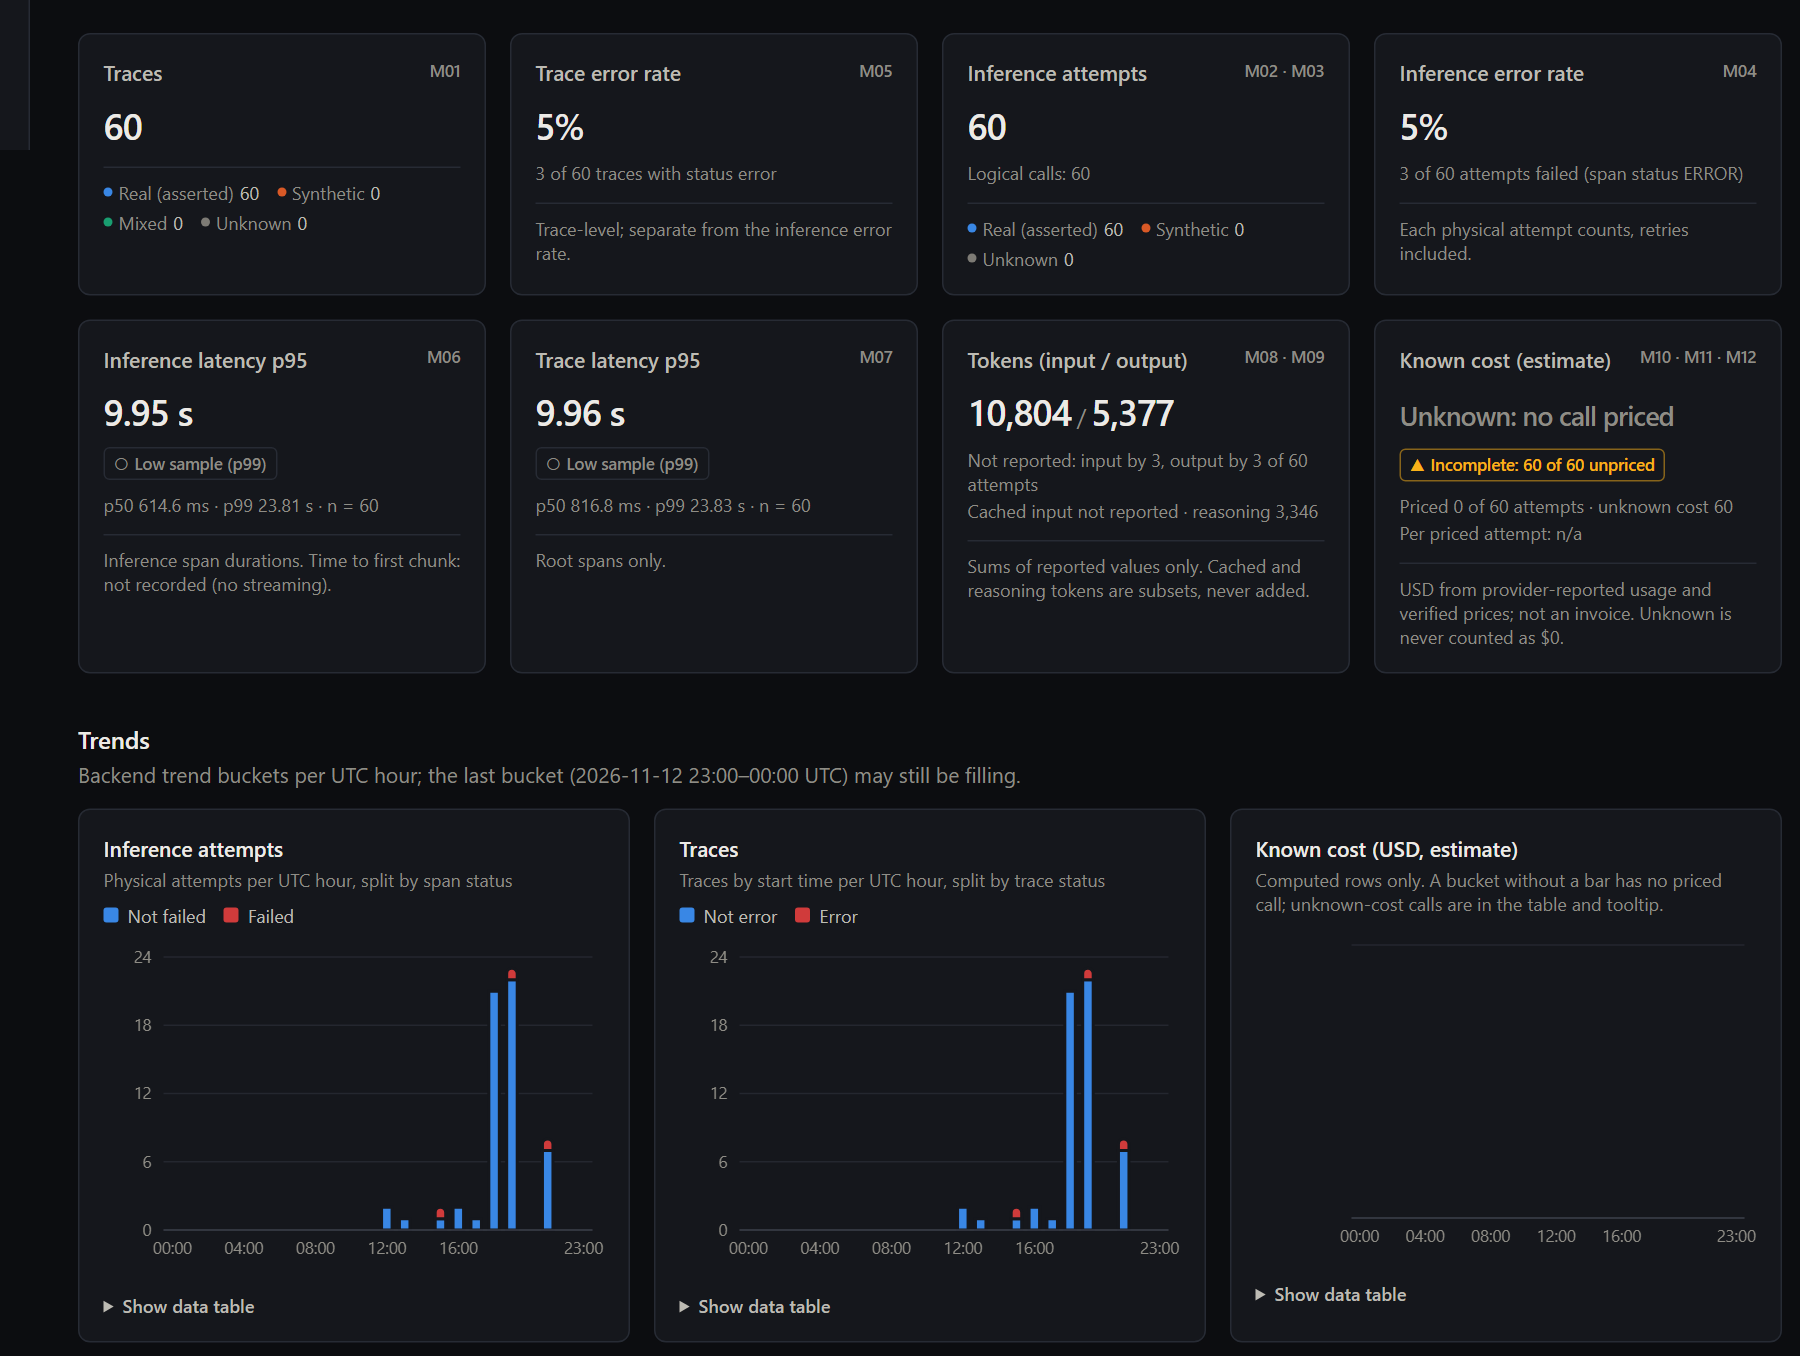 Traces M01
60
Real (asserted) 60 Synthetic 0
Mixed 0 Unknown 0
Trace error rate M05
5%
3 of 60 traces with status error
Trace-level; separate from the inference error
rate.
Inference attempts M02 · M03
60
Logical calls: 60
Real (asserted) 60 Synthetic 0
Unknown 0
Inference error rate M04
5%
3 of 60 attempts failed (span status ERROR)
Each physical attempt counts, retries
included.
Inference latency p95 M06
9.95 s
Low sample (p99)
p50 614.6 ms · p99 23.81 s · n = 60
Inference span durations. Time to first chunk:
not recorded (no streaming).
Trace latency p95 M07
9.96 s
Low sample (p99)
p50 816.8 ms · p99 23.83 s · n = 60
Root spans only.
Tokens (input / output) M08 · M09
10,804 / 5,377
Not reported: input by 3, output by 3 of 60
attempts
Cached input not reported · reasoning 3,346
Sums of reported values only. Cached and
reasoning tokens are subsets, never added.
Known cost (estimate) M10 · M11 · M12
Unknown: no call priced
Incomplete: 60 of 60 unpriced
Priced 0 of 60 attempts · unknown cost 60
Per priced attempt: n/a
USD from provider-reported usage and
verified prices; not an invoice. Unknown is
never counted as $0.
Trends
Backend trend buckets per UTC hour; the last bucket (2026-11-12 23:00–00:00 UTC) may still be filling.
Inference attempts
Physical attempts per UTC hour, split by span status
Not failed Failed
24
18
12
6
0
00:00 04:00 08:00 12:00 16:00 23:00
Show data table
Traces
Traces by start time per UTC hour, split by trace status
Not error Error
24
18
12
6
0
00:00 04:00 08:00 12:00 16:00 23:00
Show data table
Known cost (USD, estimate)
Computed rows only. A bucket without a bar has no priced
call; unknown-cost calls are in the table and tooltip.
00:00 04:00 08:00 12:00 16:00 23:00
Show data table